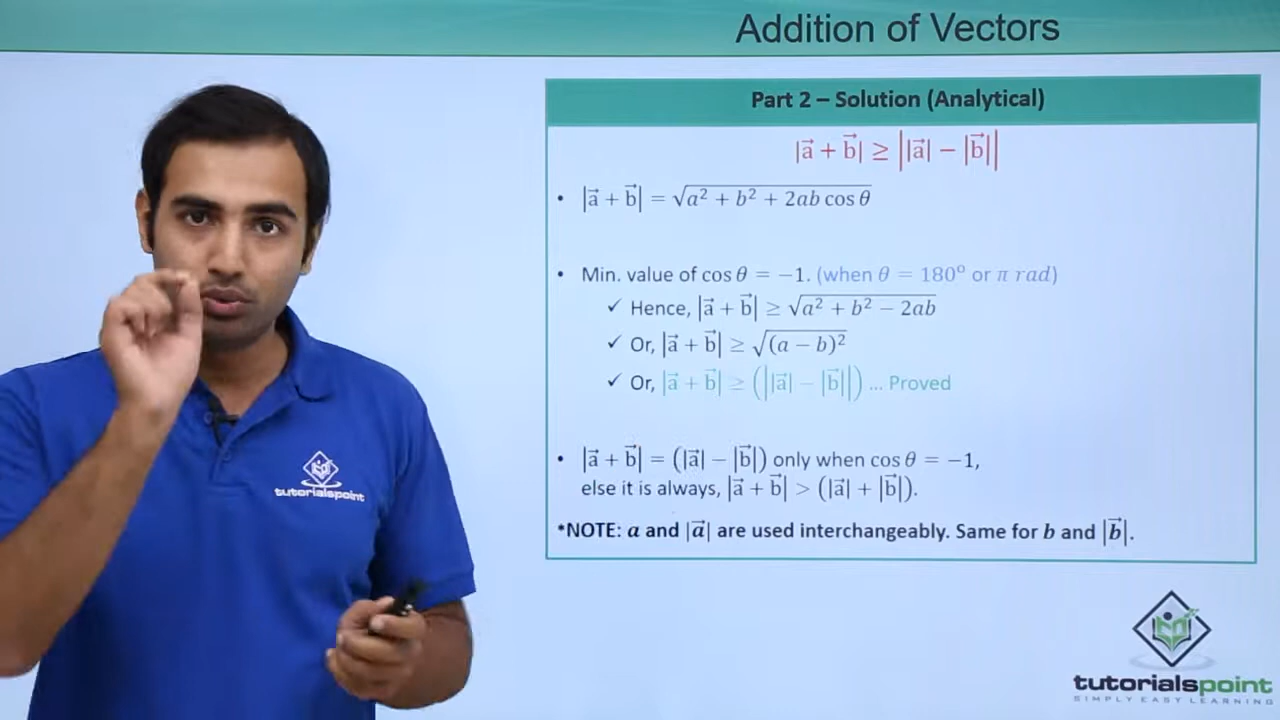 Addition of Vectors
Part 2 – Solution (Analytical)
|a⃗ + b⃗| ≥ ||a⃗| − |b⃗||
• |a⃗ + b⃗| = √(a² + b² + 2ab cos θ)
• Min. value of cos θ = −1. (when θ = 180° or π rad)
✓ Hence, |a⃗ + b⃗| ≥ √(a² + b² − 2ab)
✓ Or, |a⃗ + b⃗| ≥ √((a − b)²)
✓ Or, |a⃗ + b⃗| ≥ (||a⃗| − |b⃗||) ... Proved
• |a⃗ + b⃗| = (|a⃗| − |b⃗|) only when cos θ = −1,
else it is always, |a⃗ + b⃗| > (|a⃗| + |b⃗|).
*NOTE: a and |a⃗| are used interchangeably. Same for b and |b⃗|.
tutorialspoint
tutorialspoint
SIMPLY EASY LEARNING